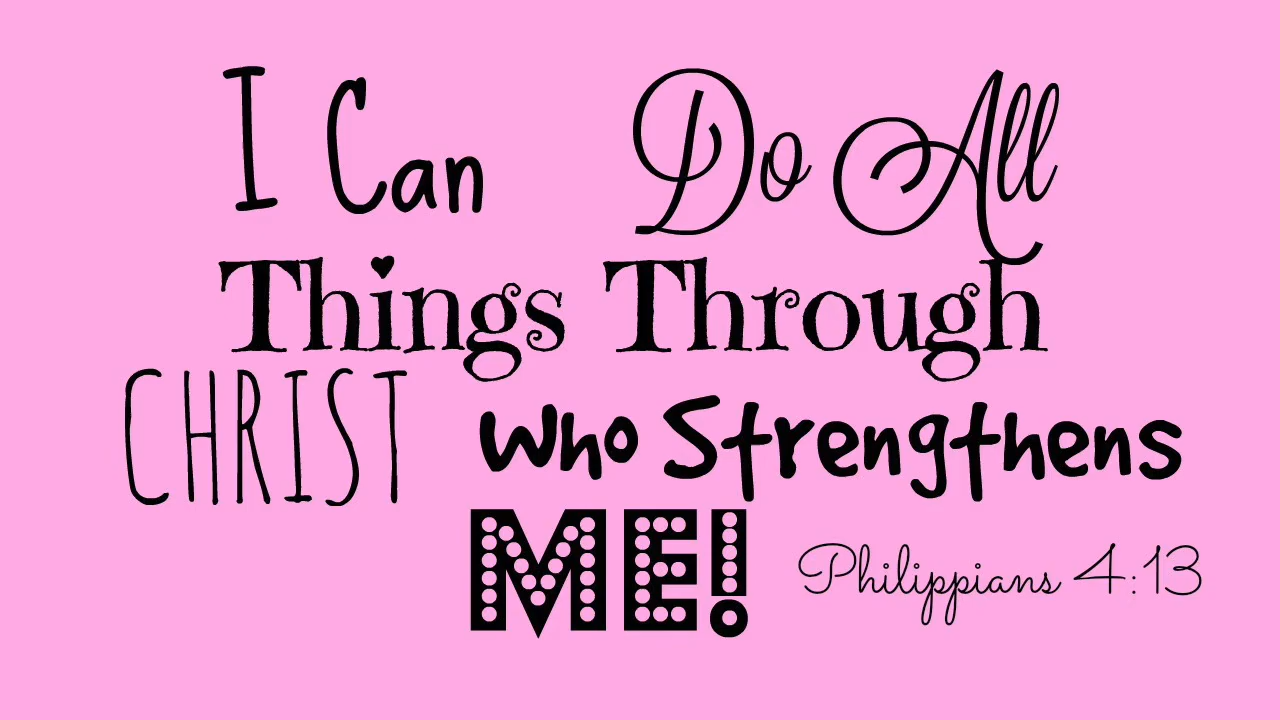 I Can Do All
Things Through
CHRIST Who Strengthens
ME! Philippians 4:13